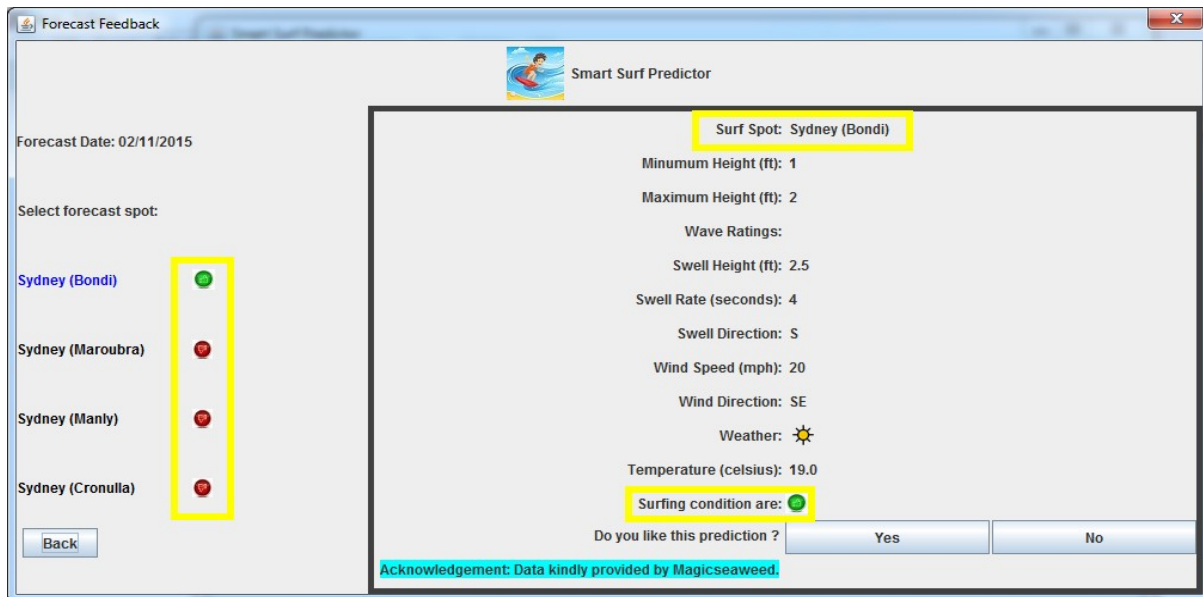 Forecast Feedback
Smart Surf Predictor
Forecast Date: 02/11/2015
Select forecast spot:
Sydney (Bondi)
Sydney (Maroubra)
Sydney (Manly)
Sydney (Cronulla)
Back
Surf Spot: Sydney (Bondi)
Minumum Height (ft): 1
Maximum Height (ft): 2
Wave Ratings:
Swell Height (ft): 2.5
Swell Rate (seconds): 4
Swell Direction: S
Wind Speed (mph): 20
Wind Direction: SE
Weather:
Temperature (celsius): 19.0
Surfing condition are:
Do you like this prediction ? Yes No
Acknowledgement: Data kindly provided by Magicseaweed.